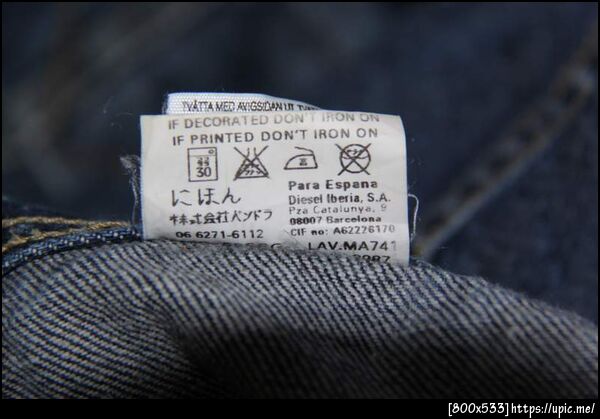 TVÄTTA MED AVIGSIDAN UT
IF DECORATED DON'T IRON ON
IF PRINTED DON'T IRON ON
30
にほん
株式会社パンドラ
06 6271-6112
Para Espana
Diesel Iberia, S.A.
Pza Catalunya, 9
08007 Barcelona
CIF no: A62226170
LAV.MA741
[800x533]https://upic.me/